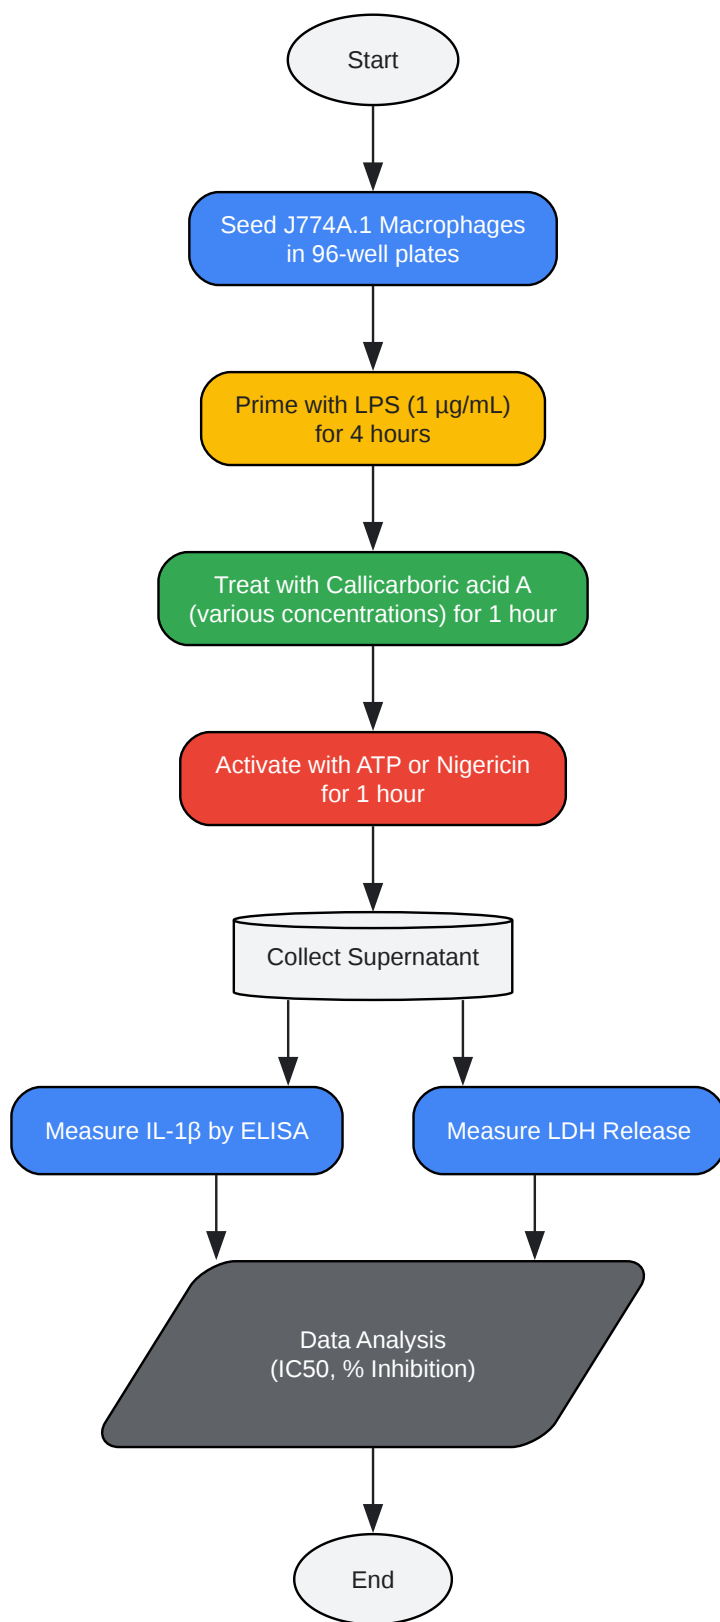 Start
Seed J774A.1 Macrophages
in 96-well plates
Prime with LPS (1 µg/mL)
for 4 hours
Treat with Callicarboric acid A
(various concentrations) for 1 hour
Activate with ATP or Nigericin
for 1 hour
Collect Supernatant
Measure IL-1β by ELISA
Measure LDH Release
Data Analysis
(IC50, % Inhibition)
End